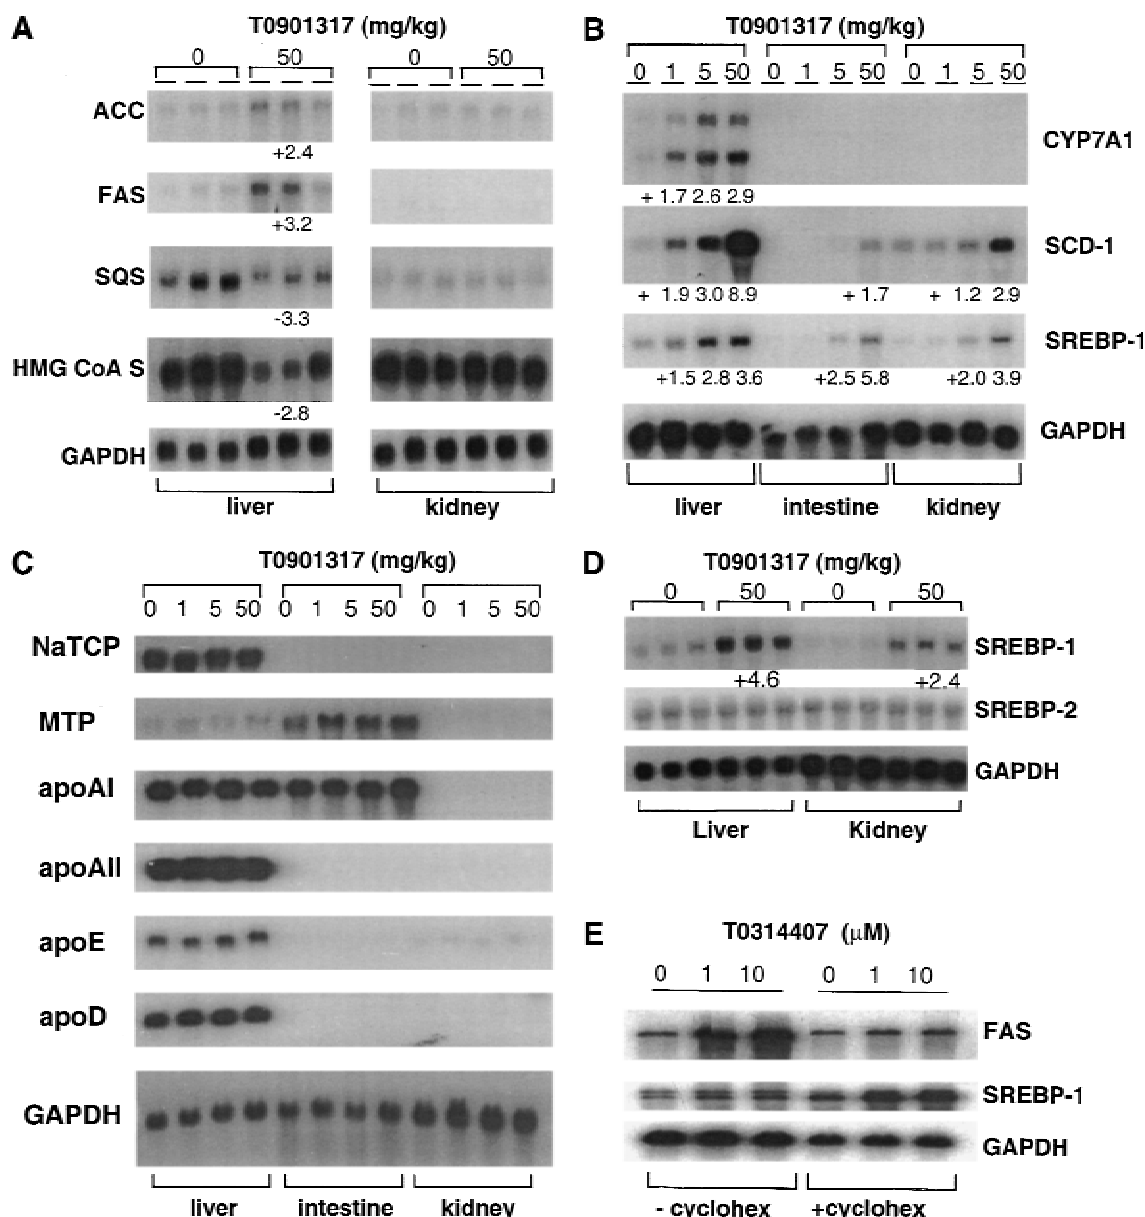 A
T0901317 (mg/kg)
0 50 0 50
ACC
+2.4
FAS
+3.2
SQS
-3.3
HMG CoA S
-2.8
GAPDH
liver kidney
B
T0901317 (mg/kg)
0 1 5 50 0 1 5 50 0 1 5 50
CYP7A1
+ 1.7 2.6 2.9
SCD-1
+ 1.9 3.0 8.9 + 1.7 + 1.2 2.9
SREBP-1
+1.5 2.8 3.6 +2.5 5.8 +2.0 3.9
GAPDH
liver intestine kidney
C
T0901317 (mg/kg)
0 1 5 50 0 1 5 50 0 1 5 50
NaTCP
MTP
apoAI
apoAII
apoE
apoD
GAPDH
liver intestine kidney
D
T0901317 (mg/kg)
0 50 0 50
SREBP-1
+4.6 +2.4
SREBP-2
GAPDH
Liver Kidney
E
T0314407 (μM)
0 1 10 0 1 10
FAS
SREBP-1
GAPDH
- cyclohex +cyclohex